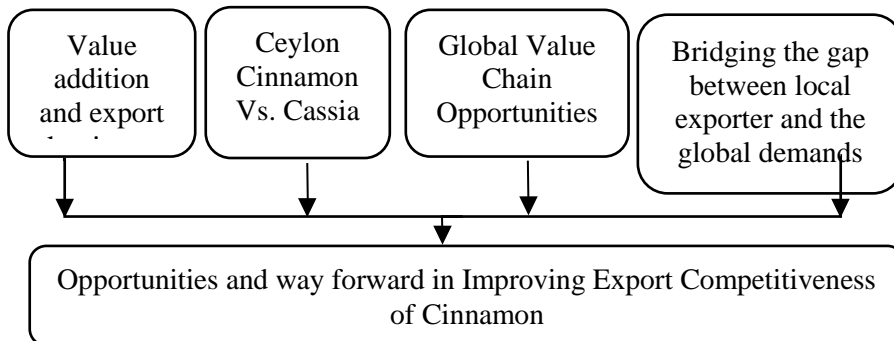 Value
addition
and export
Ceylon
Cinnamon
Vs. Cassia
Global Value
Chain
Opportunities
Bridging the gap
between local
exporter and the
global demands
Opportunities and way forward in Improving Export Competitiveness
of Cinnamon